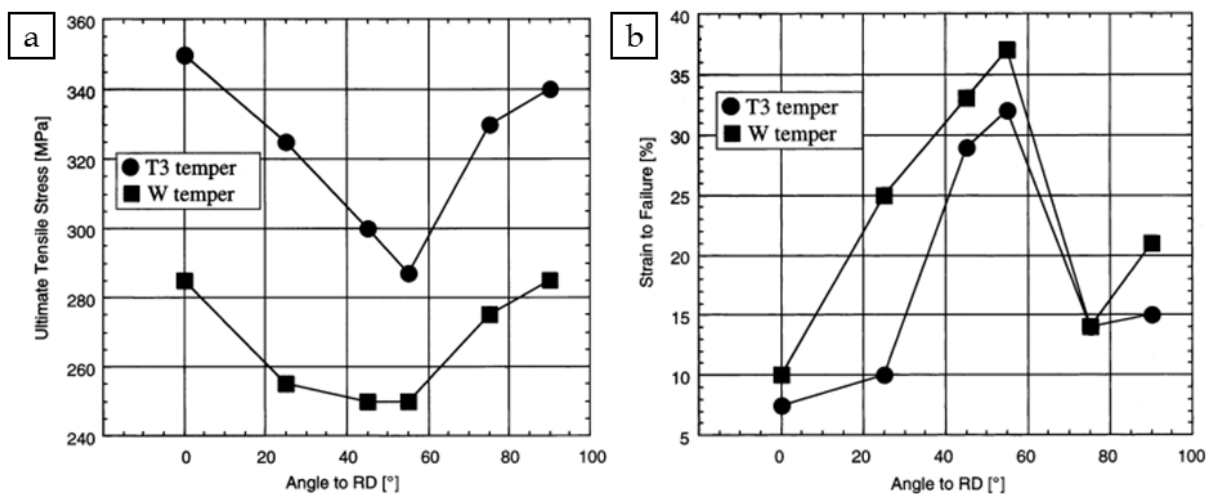 a
Ultimate Tensile Stress [MPa]
360
340
320
300
280
260
240
T3 temper
W temper
0 20 40 60 80 100
Angle to RD [°]
b
Strain to Failure [%]
40
35
30
25
20
15
10
5
T3 temper
W temper
0 20 40 60 80 100
Angle to RD [°]